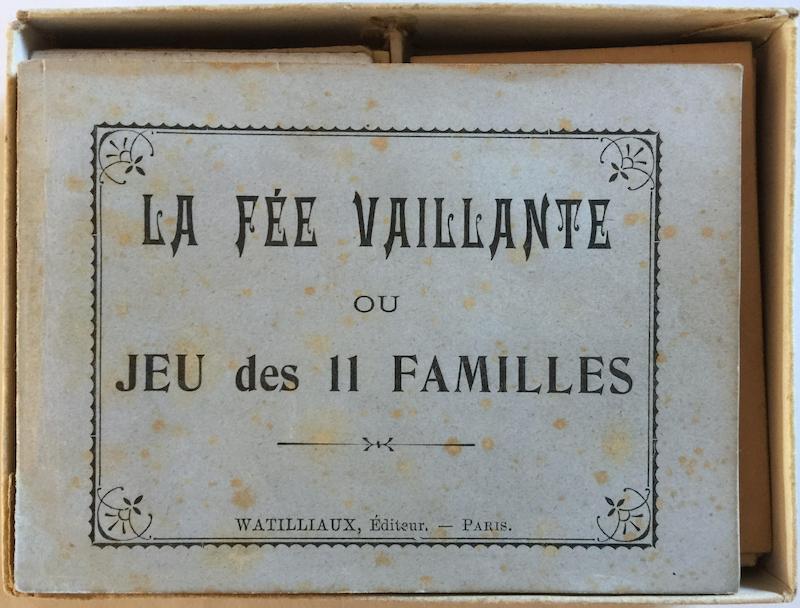 LA FÉE VAILLANTE
OU
JEU des 11 FAMILLES
WATILLIAUX, Éditeur. — PARIS.